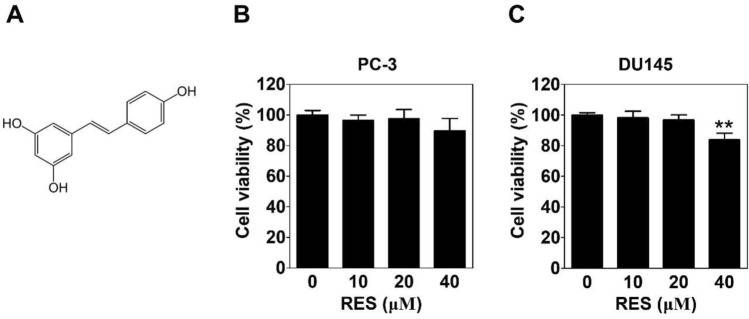 A
OH
HO
OH
B
PC-3
Cell viability (%)
120
100
80
60
40
20
0
0 10 20 40
RES (μM)
C
DU145
Cell viability (%)
120
100
80
60
40
20
0
**
0 10 20 40
RES (μM)